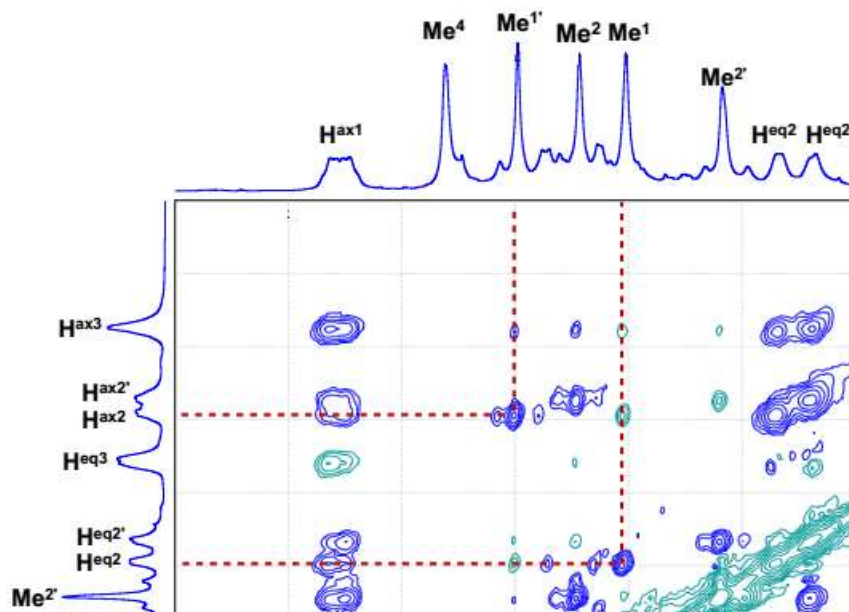 Me⁴ Me¹' Me² Me¹
Me²'
Hᵃˣ¹ Hᵉq² Hᵉq²
Hᵃˣ³
Hᵃˣ²'
Hᵃˣ²
Hᵉq³
Hᵉq²'
Hᵉq²
Me²'